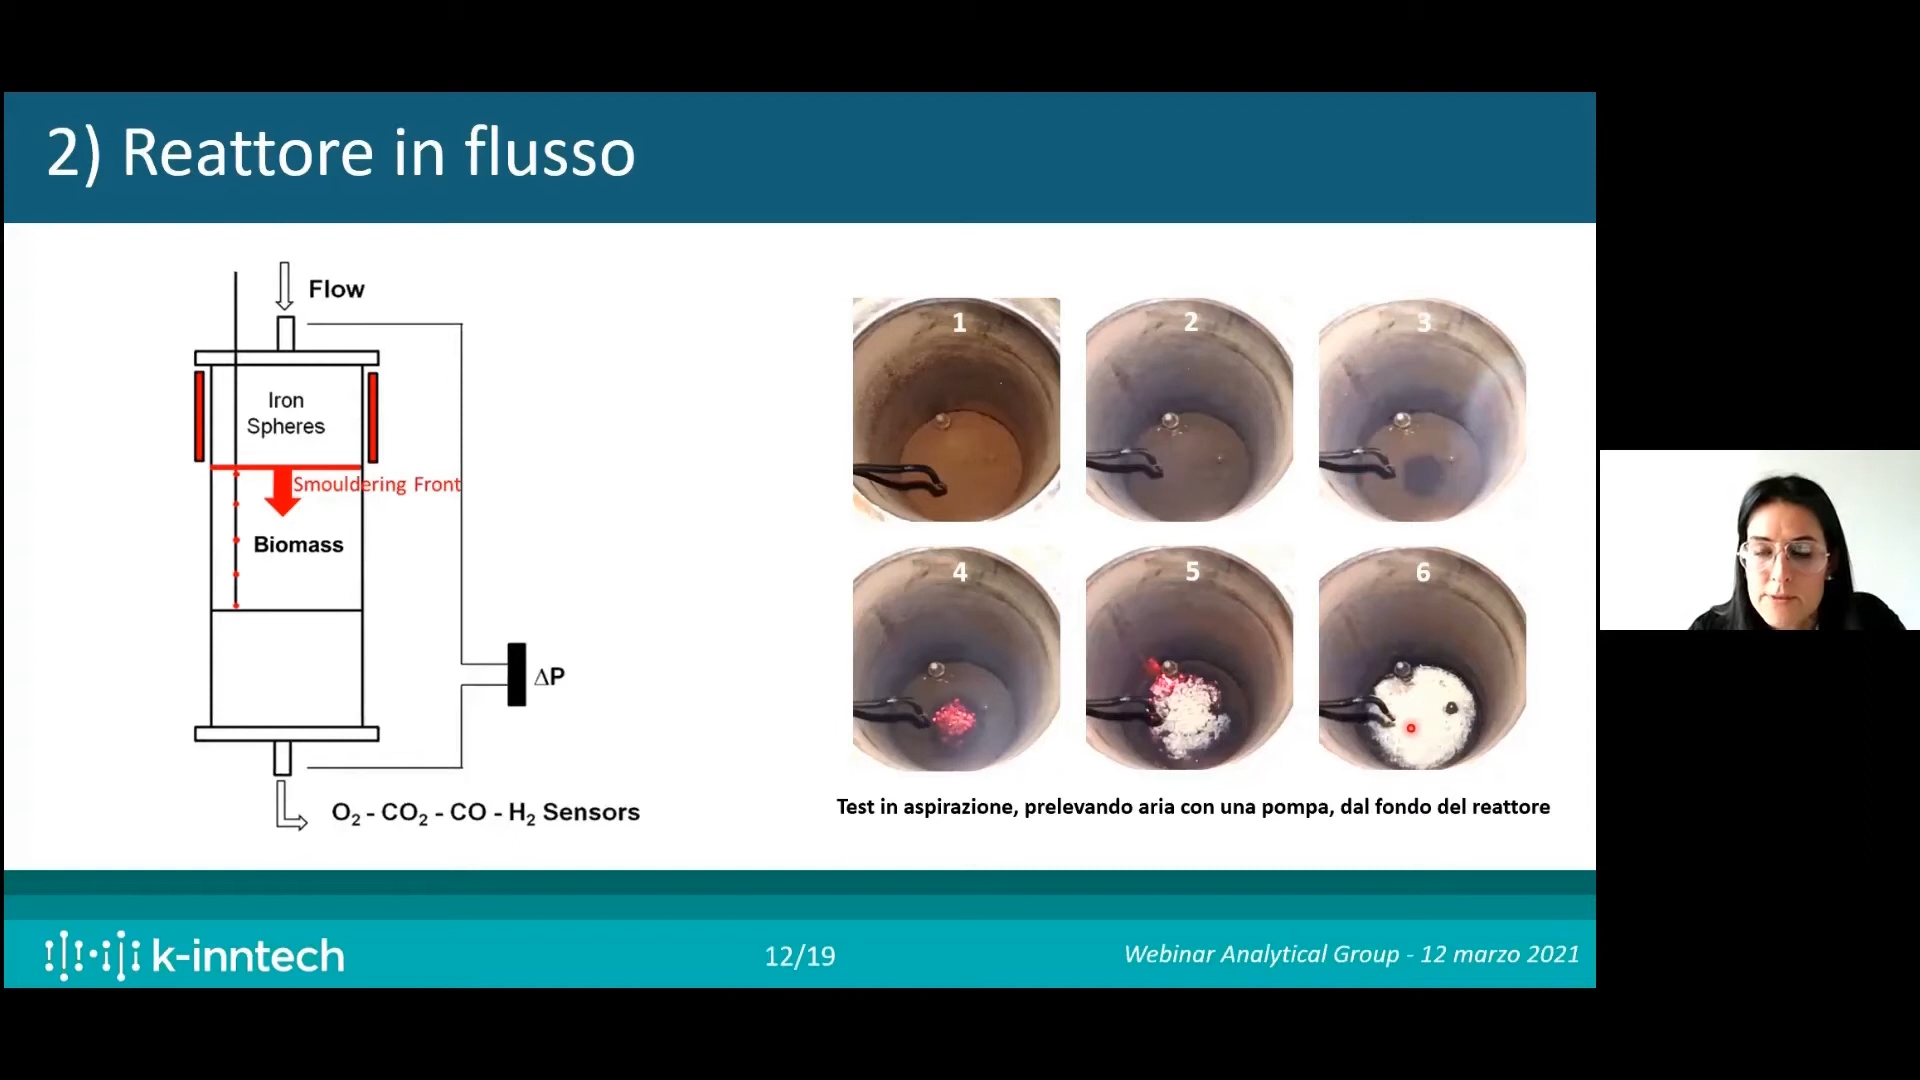 2) Reattore in flusso
Flow
Iron
Spheres
Smouldering Front
Biomass
ΔP
O₂ - CO₂ - CO - H₂ Sensors
1
2
3
4
5
6
Test in aspirazione, prelevando aria con una pompa, dal fondo del reattore
k-inntech
12/19
Webinar Analytical Group - 12 marzo 2021